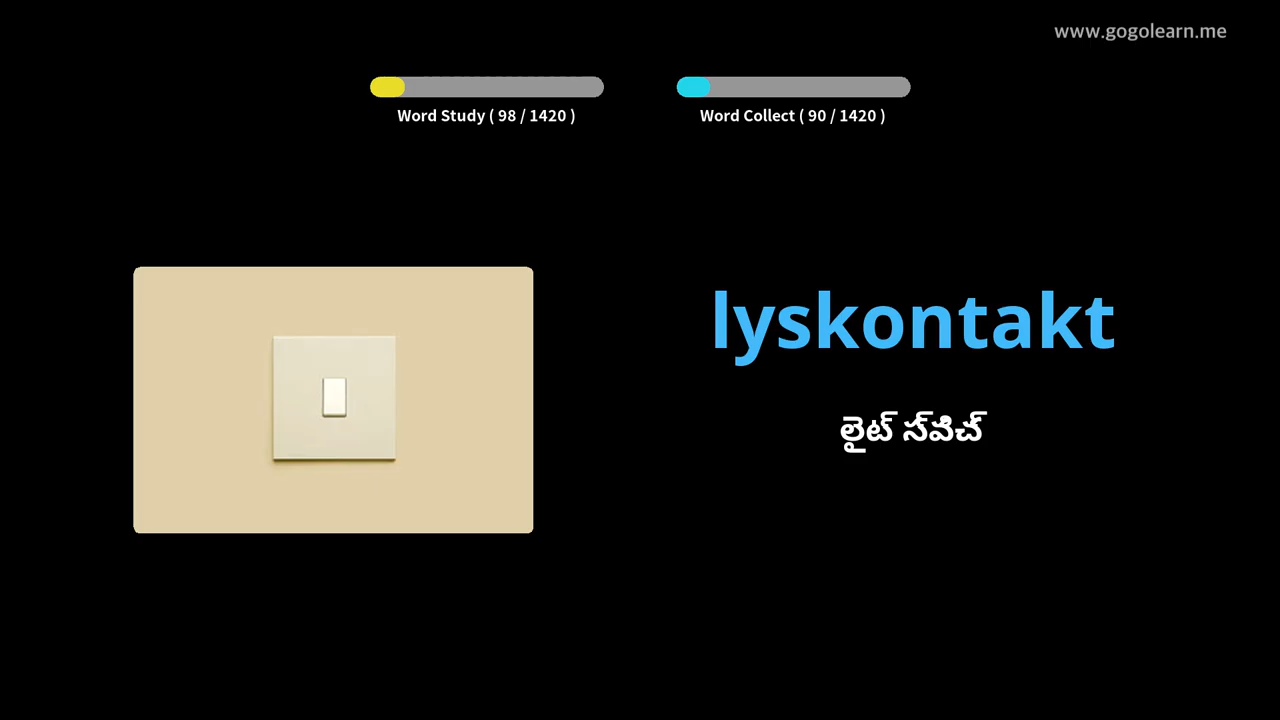 www.gogolearn.me
Word Study ( 98 / 1420 )
Word Collect ( 90 / 1420 )
lyskontakt
లైట్ స్‌విచ్